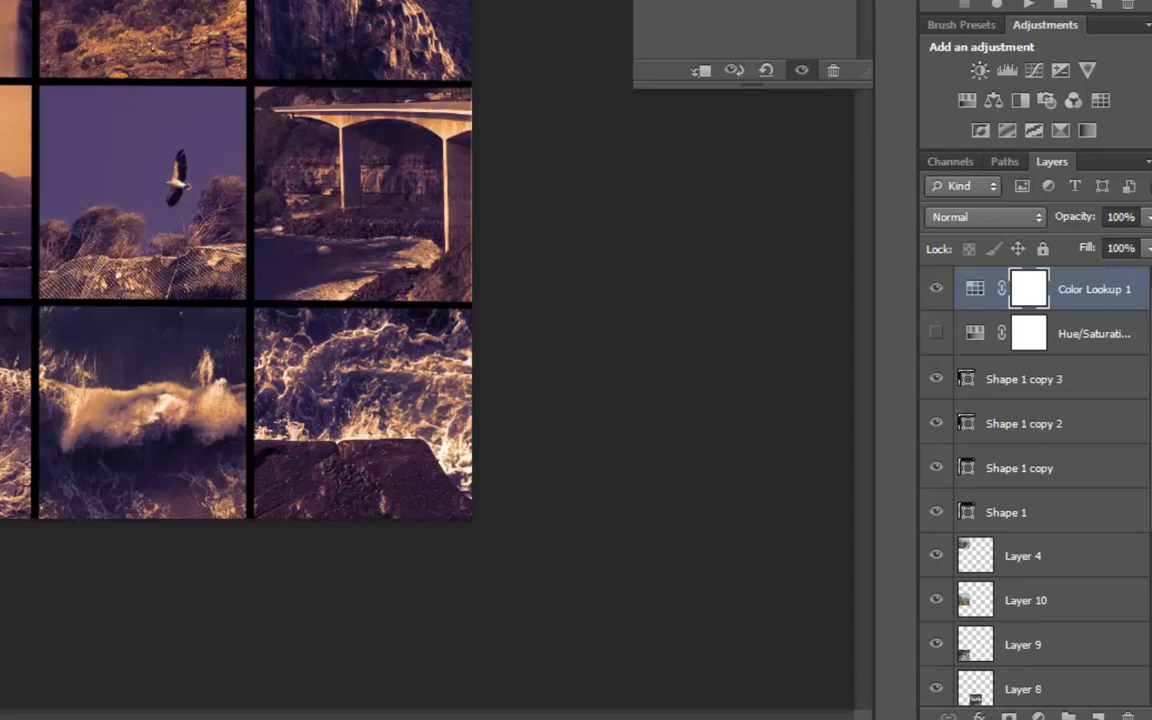 Brush Presets Adjustments
Add an adjustment
Channels Paths Layers
Kind
Normal Opacity: 100%
Lock: Fill: 100%
Color Lookup 1
Hue/Saturati...
Shape 1 copy 3
Shape 1 copy 2
Shape 1 copy
Shape 1
Layer 4
Layer 10
Layer 9
Layer 8